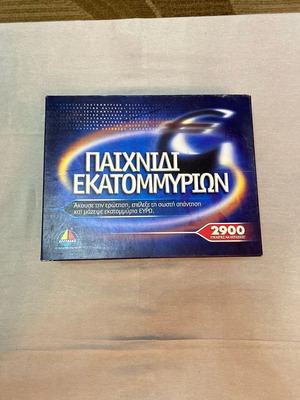 ΠΑΙΧΝΙΔΙ
ΕΚΑΤΟΜΜΥΡΙΩΝ
Άκουσε την ερώτηση, επίλεξε τη σωστή απάντηση
και μάζεψε εκατομμύρια ΕΥΡΩ.
2900